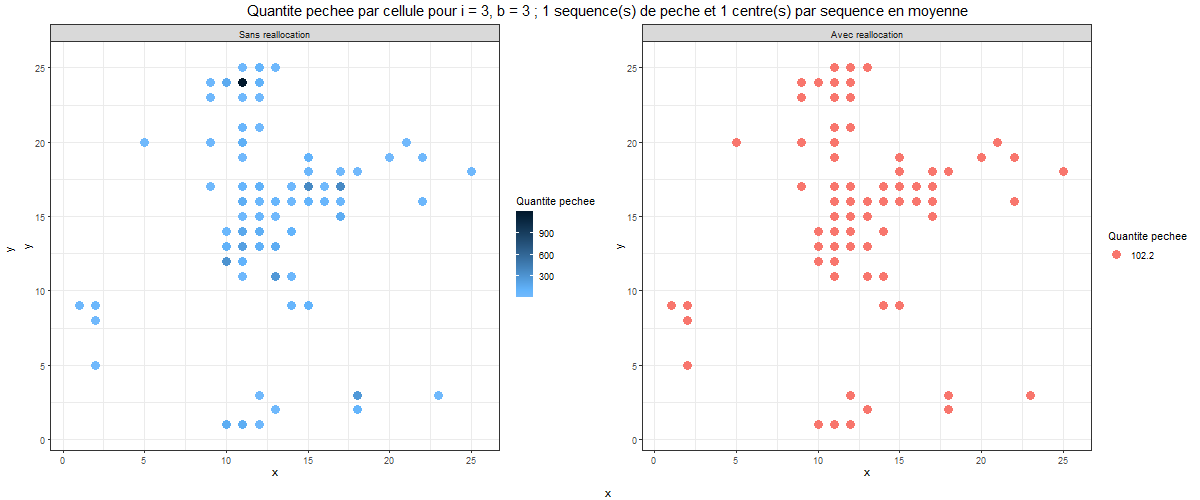 Quantite pechee par cellule pour i = 3, b = 3 ; 1 sequence(s) de peche et 1 centre(s) par sequence en moyenne
Sans reallocation
25
20
15
10
5
0
y
y
0 5 10 15 20 25
x
Quantite pechee
900
600
300
Avec reallocation
25
20
15
10
5
0
y
0 5 10 15 20 25
x
Quantite pechee
102.2
x